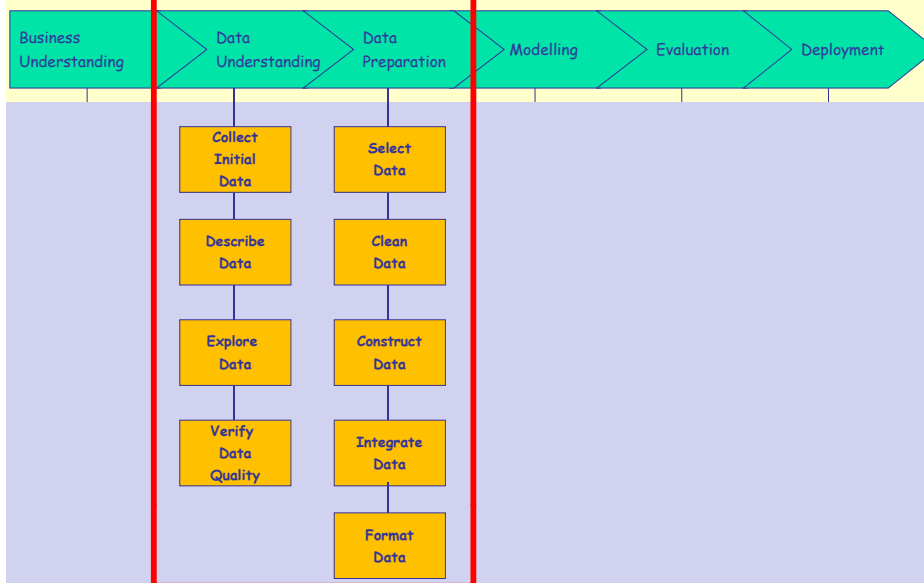 Business
Understanding
Data
Understanding
Data
Preparation
Modelling
Evaluation
Deployment
Collect
Initial
Data
Describe
Data
Explore
Data
Verify
Data
Quality
Select
Data
Clean
Data
Construct
Data
Integrate
Data
Format
Data